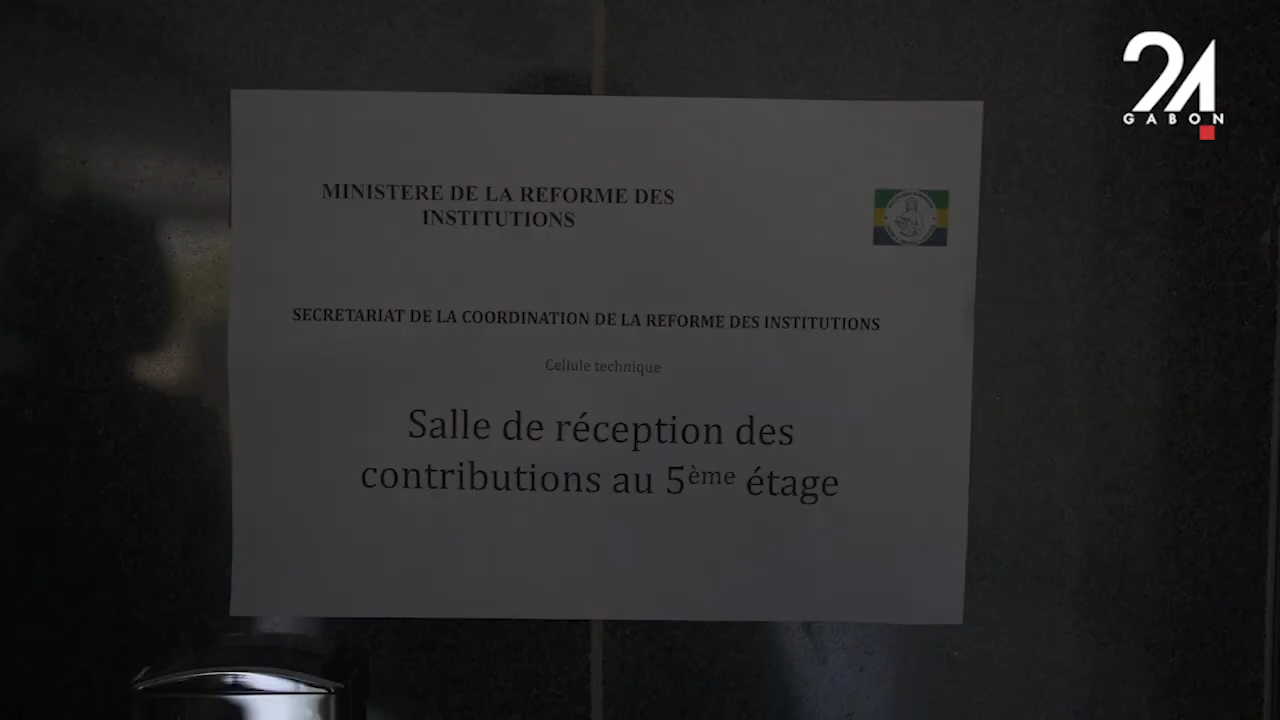 24
GABON
MINISTERE DE LA REFORME DES
INSTITUTIONS
SECRETARIAT DE LA COORDINATION DE LA REFORME DES INSTITUTIONS
Cellule technique
Salle de réception des
contributions au 5ème étage